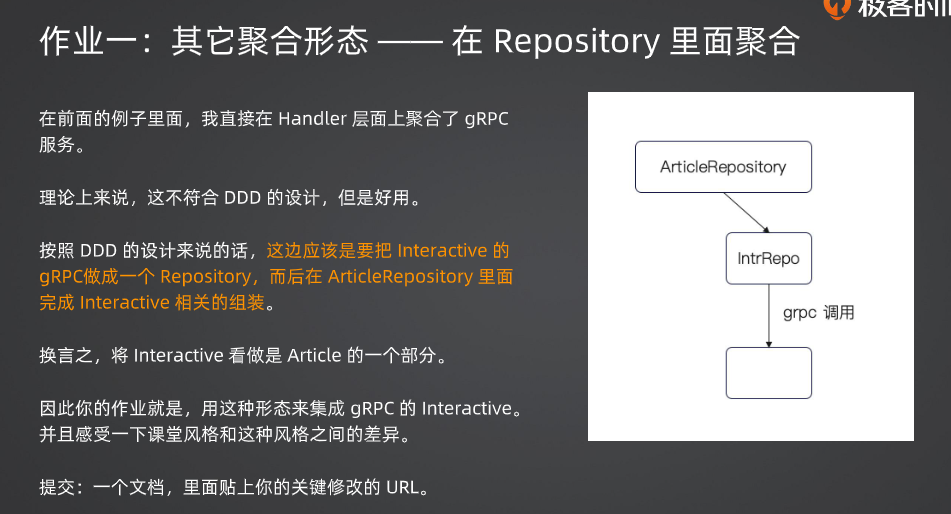 极客时间
作业一：其它聚合形态 —— 在 Repository 里面聚合
在前面的例子里面，我直接在 Handler 层面上聚合了 gRPC
服务。
理论上来说，这不符合 DDD 的设计，但是好用。
按照 DDD 的设计来说的话，这边应该是要把 Interactive 的
gRPC做成一个 Repository，而后在 ArticleRepository 里面
完成 Interactive 相关的组装。
换言之，将 Interactive 看做是 Article 的一个部分。
因此你的作业就是，用这种形态来集成 gRPC 的 Interactive。
并且感受一下课堂风格和这种风格之间的差异。
提交：一个文档，里面贴上你的关键修改的 URL。
ArticleRepository
IntrRepo
grpc 调用